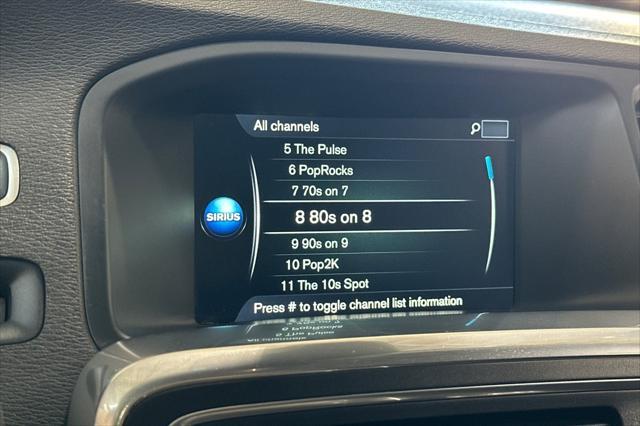 All channels
5 The Pulse
6 PopRocks
7 70s on 7
SIRIUS
8 80s on 8
9 90s on 9
10 Pop2K
11 The 10s Spot
Press # to toggle channel list information